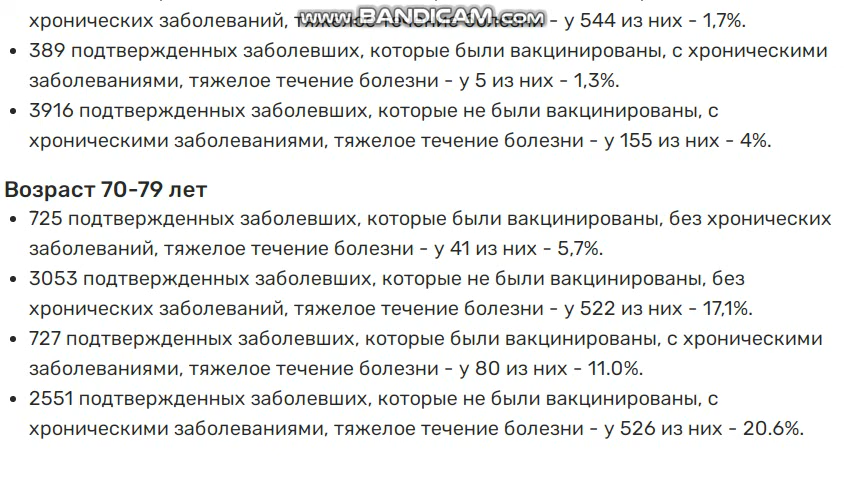 www.BANDICAM.com
хронических заболеваний, тяжелое течение болезни - у 544 из них - 1,7%.
• 389 подтвержденных заболевших, которые были вакцинированы, с хроническими
заболеваниями, тяжелое течение болезни - у 5 из них - 1,3%.
• 3916 подтвержденных заболевших, которые не были вакцинированы, с
хроническими заболеваниями, тяжелое течение болезни - у 155 из них - 4%.
Возраст 70-79 лет
• 725 подтвержденных заболевших, которые были вакцинированы, без хронических
заболеваний, тяжелое течение болезни - у 41 из них - 5,7%.
• 3053 подтвержденных заболевших, которые не были вакцинированы, без
хронических заболеваний, тяжелое течение болезни - у 522 из них - 17,1%.
• 727 подтвержденных заболевших, которые были вакцинированы, с хроническими
заболеваниями, тяжелое течение болезни - у 80 из них - 11.0%.
• 2551 подтвержденных заболевших, которые не были вакцинированы, с
хроническими заболеваниями, тяжелое течение болезни - у 526 из них - 20.6%.